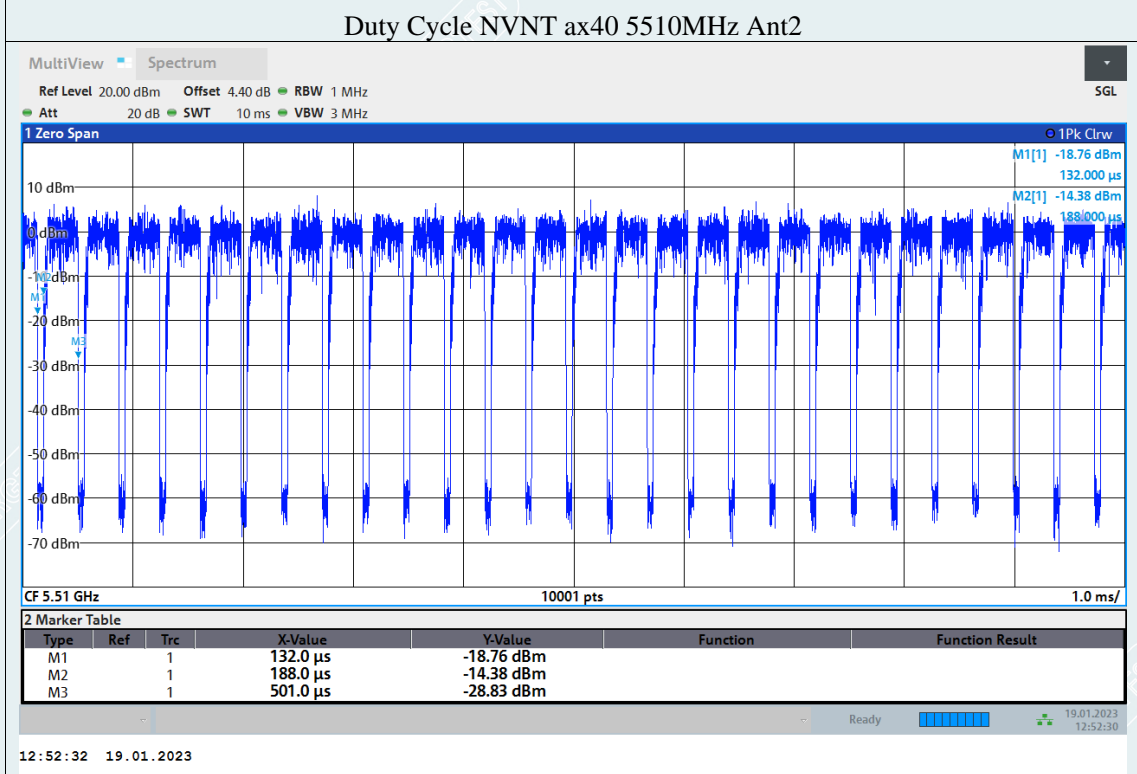 Duty Cycle NVNT ax40 5510MHz Ant2
MultiView Spectrum
Ref Level 20.00 dBm Offset 4.40 dB RBW 1 MHz SGL
Att 20 dB SWT 10 ms VBW 3 MHz
1 Zero Span 1Pk Clrw
M1[1] -18.76 dBm
132.000 µs
M2[1] -14.38 dBm
188.000 µs
10 dBm
0 dBm
M2
-10 dBm
M1
-20 dBm
M3
-30 dBm
-40 dBm
-50 dBm
-60 dBm
-70 dBm
CF 5.51 GHz 10001 pts 1.0 ms/
2 Marker Table
Type Ref Trc X-Value Y-Value Function Function Result
M1 1 132.0 µs -18.76 dBm
M2 1 188.0 µs -14.38 dBm
M3 1 501.0 µs -28.83 dBm
Ready 19.01.2023
12:52:30
12:52:32 19.01.2023